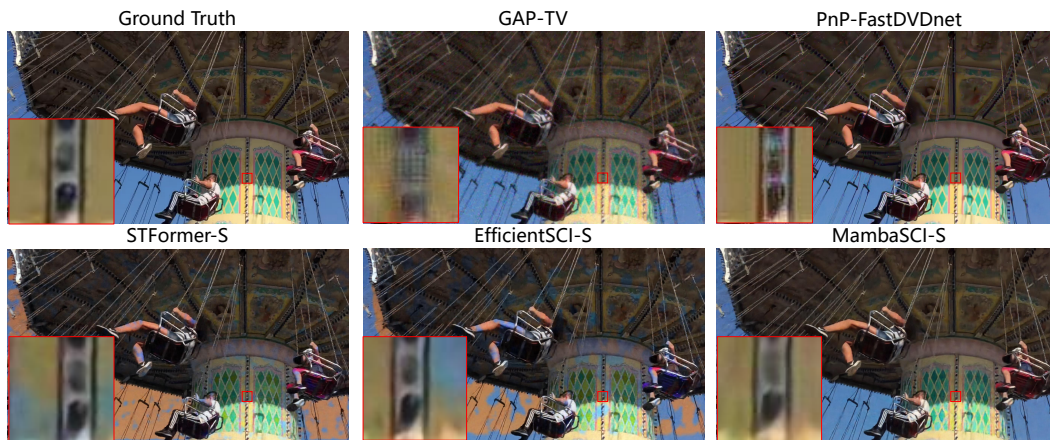 Ground Truth
GAP-TV
PnP-FastDVDnet
STFormer-S
EfficientSCI-S
MambaSCI-S